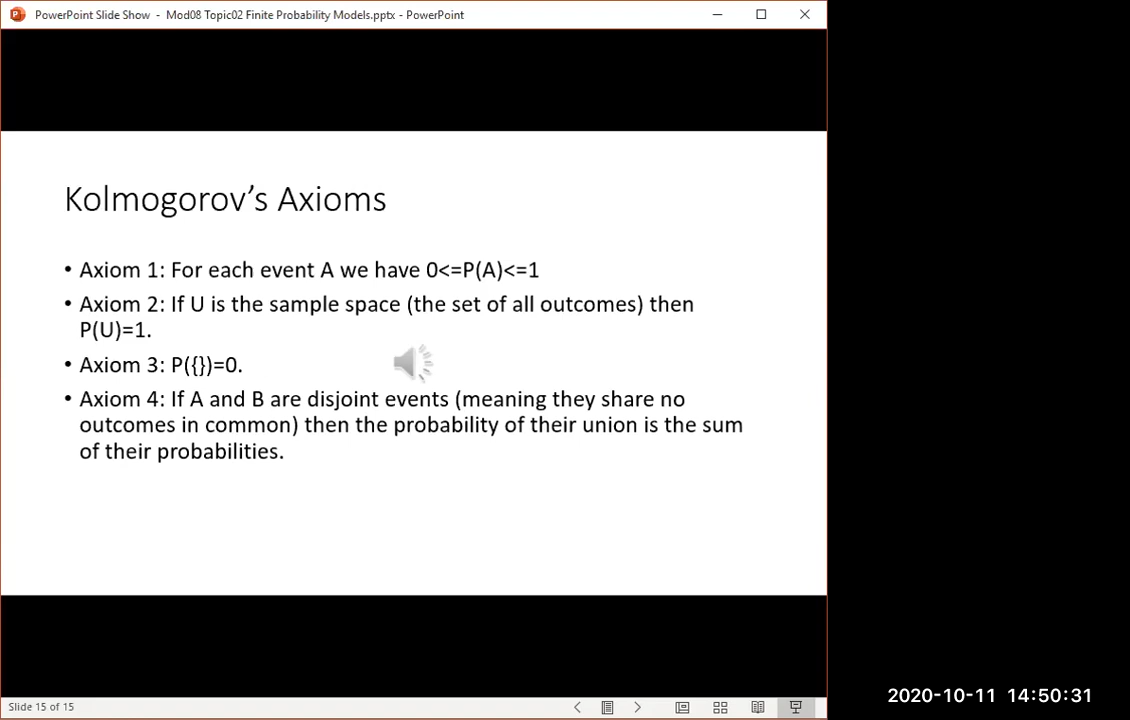 PowerPoint Slide Show - Mod08 Topic02 Finite Probability Models.pptx - PowerPoint
Kolmogorov’s Axioms
• Axiom 1: For each event A we have 0<=P(A)<=1
• Axiom 2: If U is the sample space (the set of all outcomes) then
P(U)=1.
• Axiom 3: P({})=0.
• Axiom 4: If A and B are disjoint events (meaning they share no
outcomes in common) then the probability of their union is the sum
of their probabilities.
Slide 15 of 15
2020-10-11 14:50:31